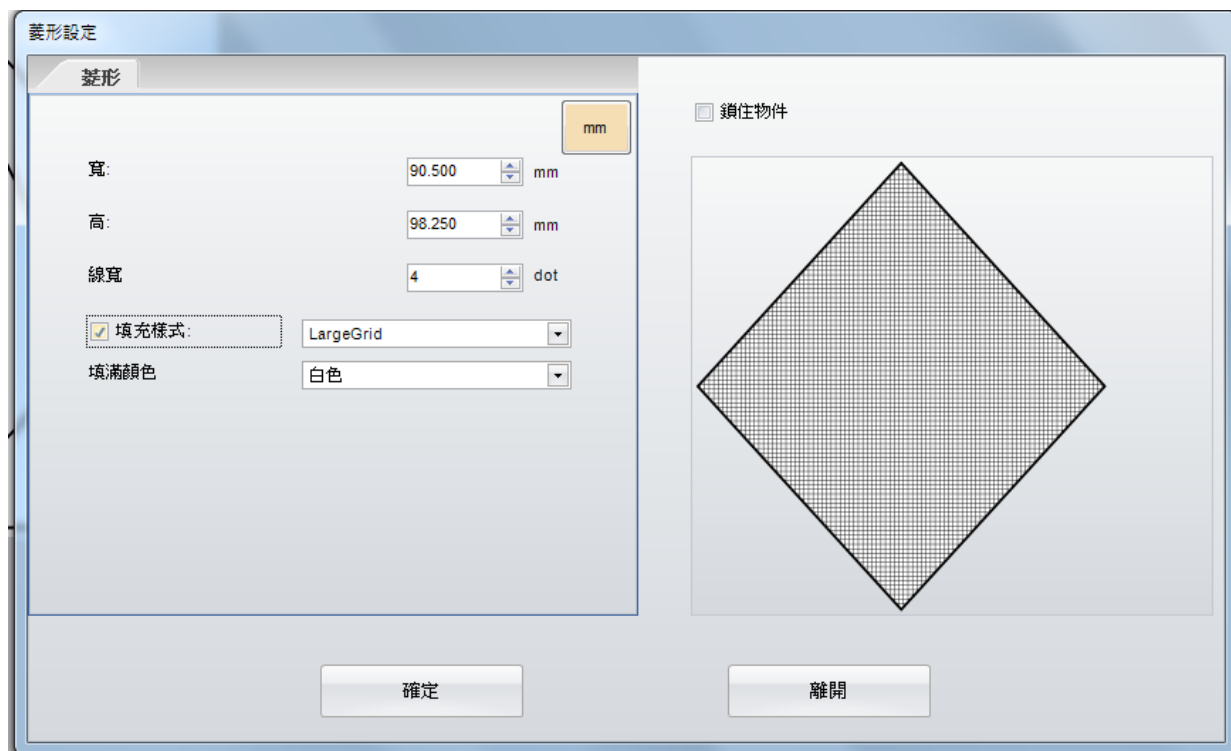 菱形設定
菱形
mm
寬:
90.500 mm
高:
98.250 mm
線寬
4 dot
填充樣式:
LargeGrid
填滿顏色
白色
鎖住物件
確定
離開